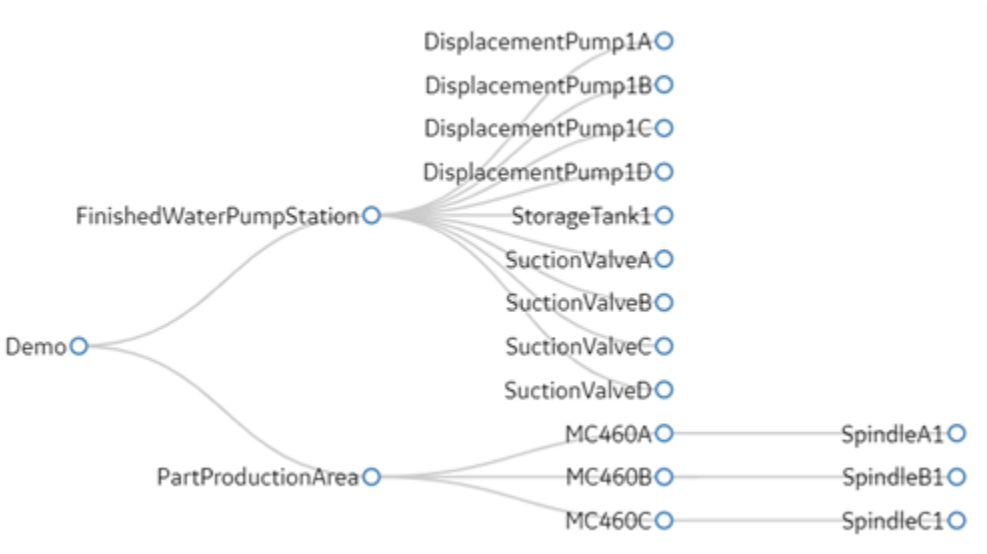 DisplacementPump1A
DisplacementPump1B
DisplacementPump1C
DisplacementPump1D
FinishedWaterPumpStation StorageTank1
SuctionValveA
SuctionValveB
Demo SuctionValveC
SuctionValveD
MC460A SpindleA1
PartProductionArea MC460B SpindleB1
MC460C SpindleC1